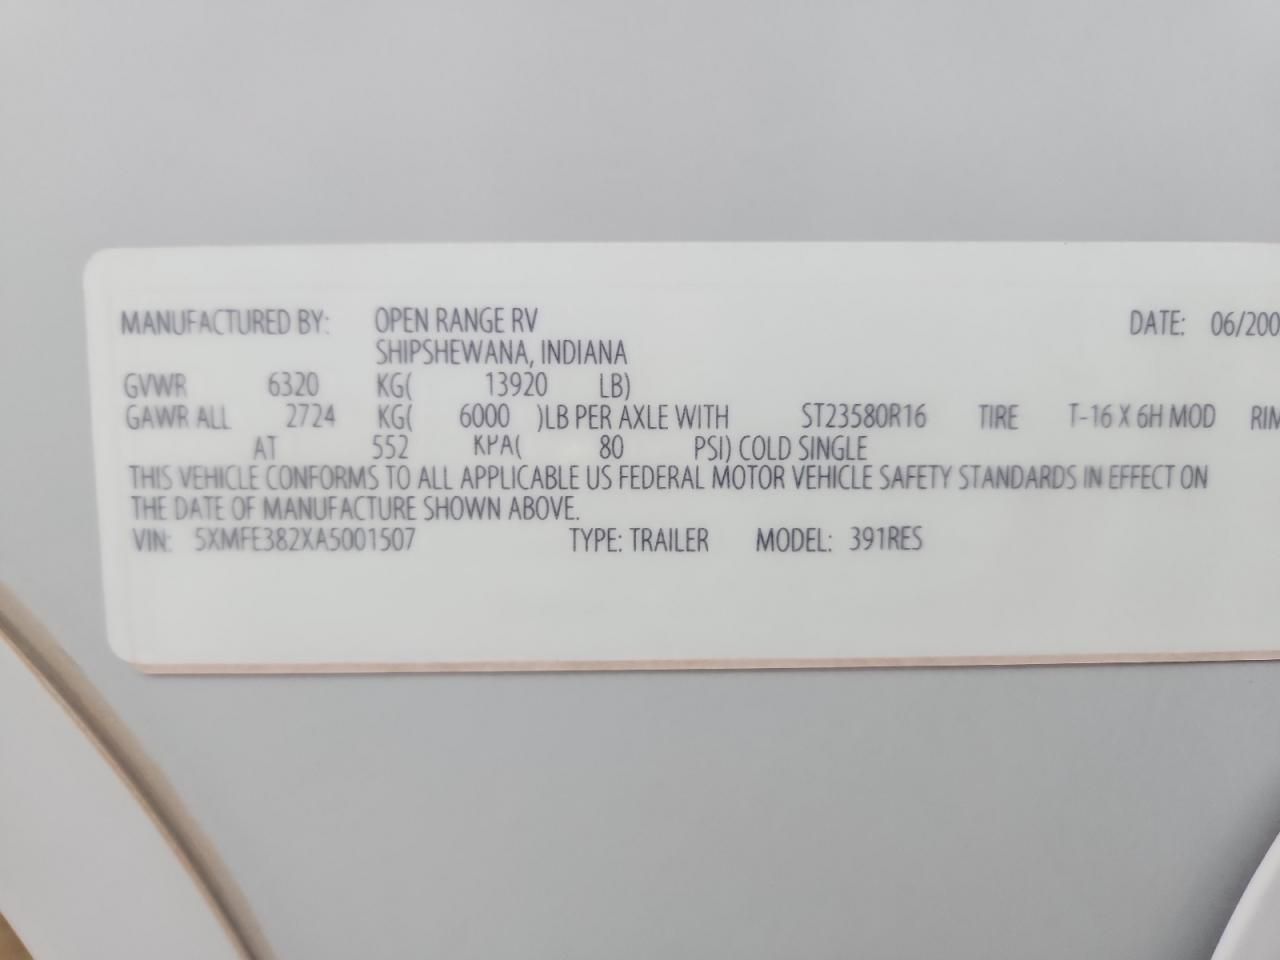 MANUFACTURED BY: OPEN RANGE RV DATE: 06/200
SHIPSHEWANA, INDIANA
GVWR 6320 KG( 13920 LB)
GAWR ALL 2724 KG( 6000 )LB PER AXLE WITH ST23580R16 TIRE T-16 X 6H MOD RIM
AT 552 KPA( 80 PSI) COLD SINGLE
THIS VEHICLE CONFORMS TO ALL APPLICABLE US FEDERAL MOTOR VEHICLE SAFETY STANDARDS IN EFFECT ON
THE DATE OF MANUFACTURE SHOWN ABOVE.
VIN: 5XMFE382XA5001507 TYPE: TRAILER MODEL: 391RES